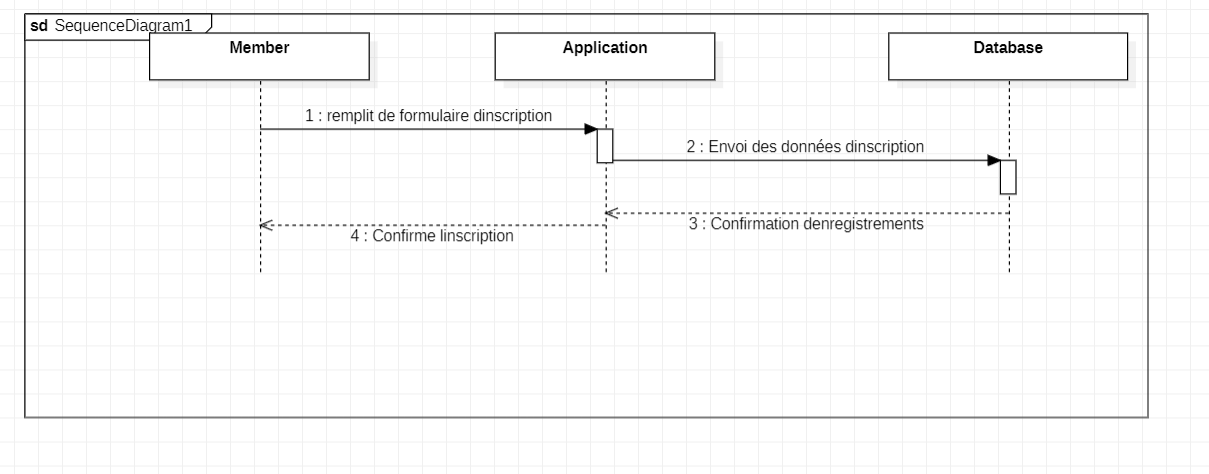 sd SequenceDiagram1
Member
Application
Database
1 : remplit de formulaire dinscription
2 : Envoi des données dinscription
3 : Confirmation denregistrements
4 : Confirme linscription